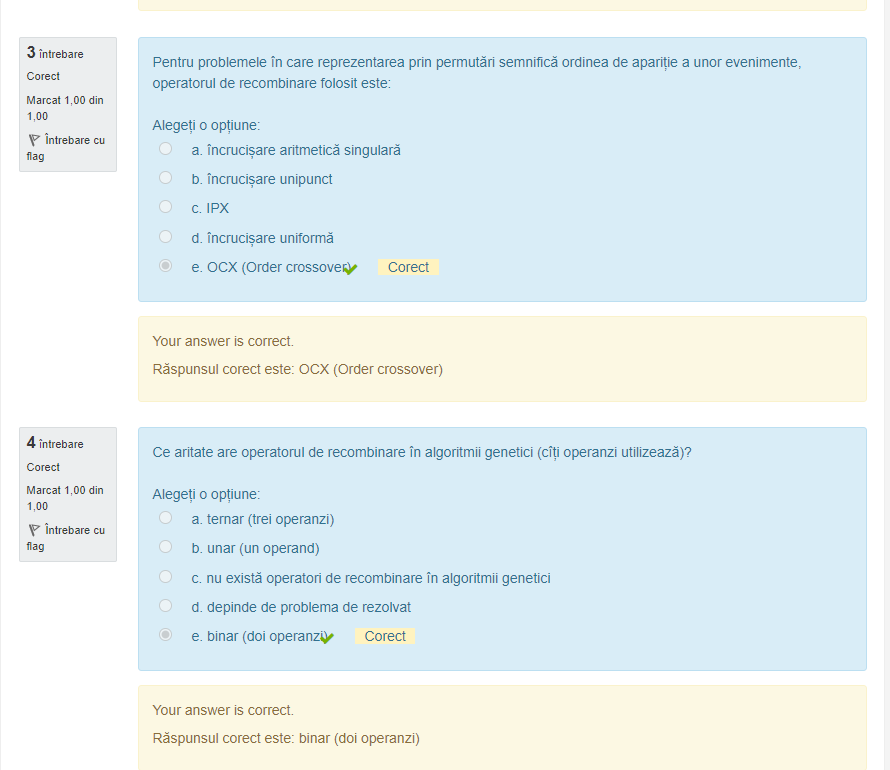 3 întrebare
Corect
Marcat 1,00 din
1,00
Întrebare cu
flag
Pentru problemele în care reprezentarea prin permutări semnifică ordinea de apariție a unor evenimente,
operatorul de recombinare folosit este:
Alegeți o opțiune:
a. încrucișare aritmetică singulară
b. încrucișare unipunct
c. IPX
d. încrucișare uniformă
e. OCX (Order crossover) Corect
Your answer is correct.
Răspunsul corect este: OCX (Order crossover)
4 întrebare
Corect
Marcat 1,00 din
1,00
Întrebare cu
flag
Ce aritate are operatorul de recombinare în algoritmii genetici (cîți operanzi utilizează)?
Alegeți o opțiune:
a. ternar (trei operanzi)
b. unar (un operand)
c. nu există operatori de recombinare în algoritmii genetici
d. depinde de problema de rezolvat
e. binar (doi operanzi) Corect
Your answer is correct.
Răspunsul corect este: binar (doi operanzi)